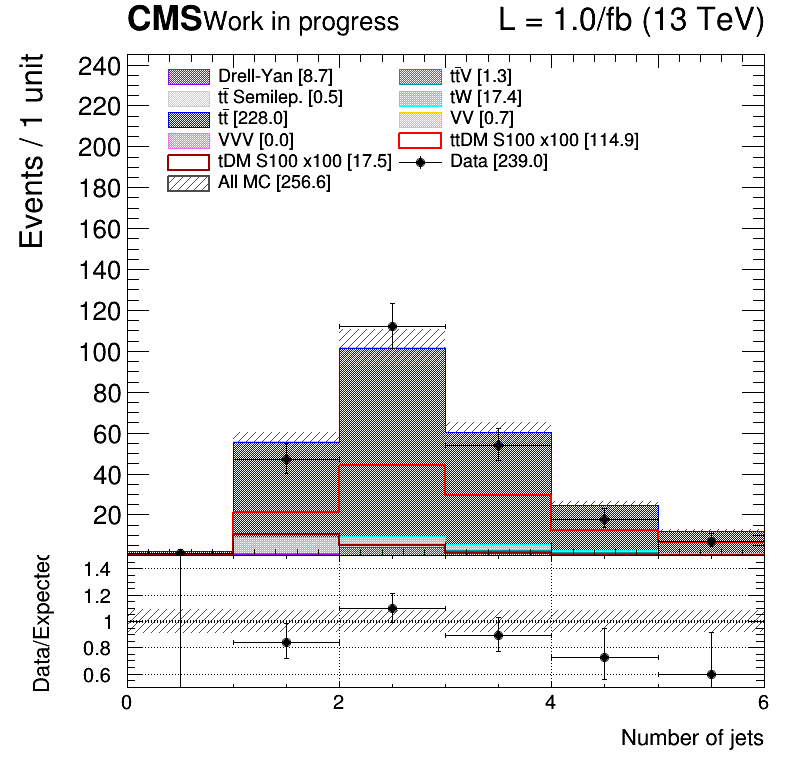 CMS Work in progress L = 1.0/fb (13 TeV)
Events / 1 unit
240
220
200
180
160
140
120
100
80
60
40
20
Drell-Yan [8.7]
tt̄V [1.3]
tt̄ Semilep. [0.5]
tW [17.4]
tt̄ [228.0]
VV [0.7]
VVV [0.0]
ttDM S100 x100 [114.9]
tDM S100 x100 [17.5]
Data [239.0]
All MC [256.6]
Data/Expected
1.4
1.2
1
0.8
0.6
0 2 4 6
Number of jets